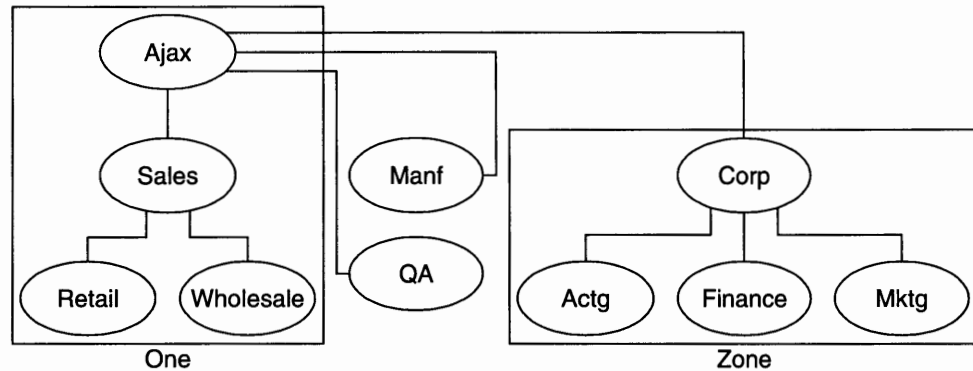 Ajax
Sales
Manf
Corp
QA
Retail
Wholesale
Actg
Finance
Mktg
One
Zone